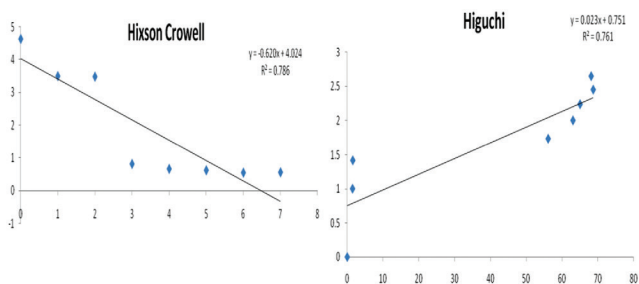 Hixson Crowell
y = -0.620x + 4.024
R² = 0.786
5
4
3
2
1
0
-1
0 1 2 3 4 5 6 7 8
Higuchi
y = 0.023x + 0.751
R² = 0.761
3
2.5
2
1.5
1
0.5
0
0 10 20 30 40 50 60 70 80